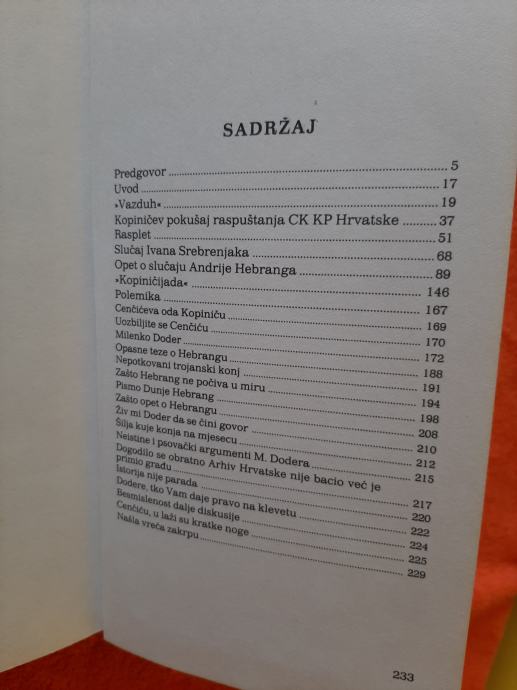 SADRŽAJ
Predgovor ........ 5
Uvod ........ 17
»Vazduh« ........ 19
Kopiničev pokušaj raspuštanja CK KP Hrvatske ........ 37
Rasplet ........ 51
Slučaj Ivana Srebrenjaka ........ 68
Opet o slučaju Andrije Hebranga ........ 89
»Kopiničijada« ........ 146
Polemika ........ 167
Cenčićeva oda Kopiniču ........ 169
Uozbiljite se Cenčiću ........ 170
Milenko Doder ........ 172
Opasne teze o Hebrangu ........ 188
Nepotkovani trojanski konj ........ 191
Zašto Hebrang ne počiva u miru ........ 194
Pismo Dunje Hebrang ........ 198
Zašto opet o Hebrangu ........ 208
Živ mi Doder da se čini govor ........ 210
Šilja kuje konja na mjesecu ........ 212
Neistine i psovački argumenti M. Dodera ........ 215
Dogodilo se obratno Arhiv Hrvatske nije bacio već je
primio građu ........ 217
Istorija nije parada ........ 220
Dodere, tko Vam daje pravo na klevetu ........ 222
Besmislenost dalje diskusije ........ 224
Cenčiću, u laži su kratke noge ........ 225
Našla vreća zakrpu ........ 229
233